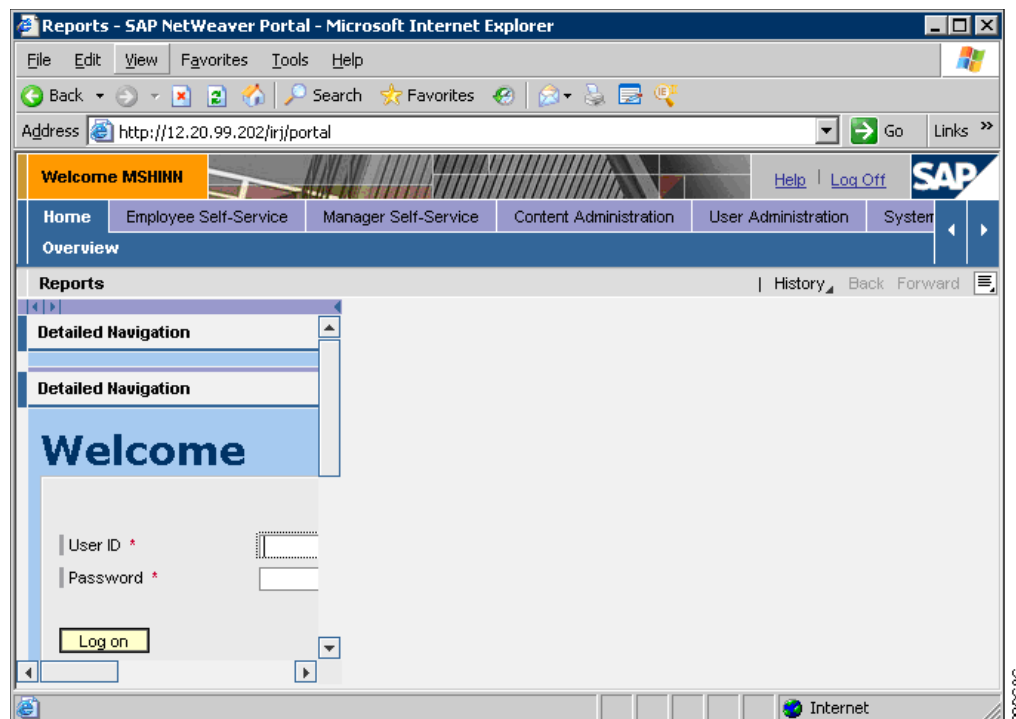 Reports - SAP NetWeaver Portal - Microsoft Internet Explorer
File Edit View Favorites Tools Help
Back Search Favorites
Address http://12.20.99.202/irj/portal Go Links »
Welcome MSHINN Help | Log Off SAP
Home Employee Self-Service Manager Self-Service Content Administration User Administration System
Overview
Reports | History Back Forward
Detailed Navigation
Detailed Navigation
Welcome
User ID *
Password *
Log on
Internet